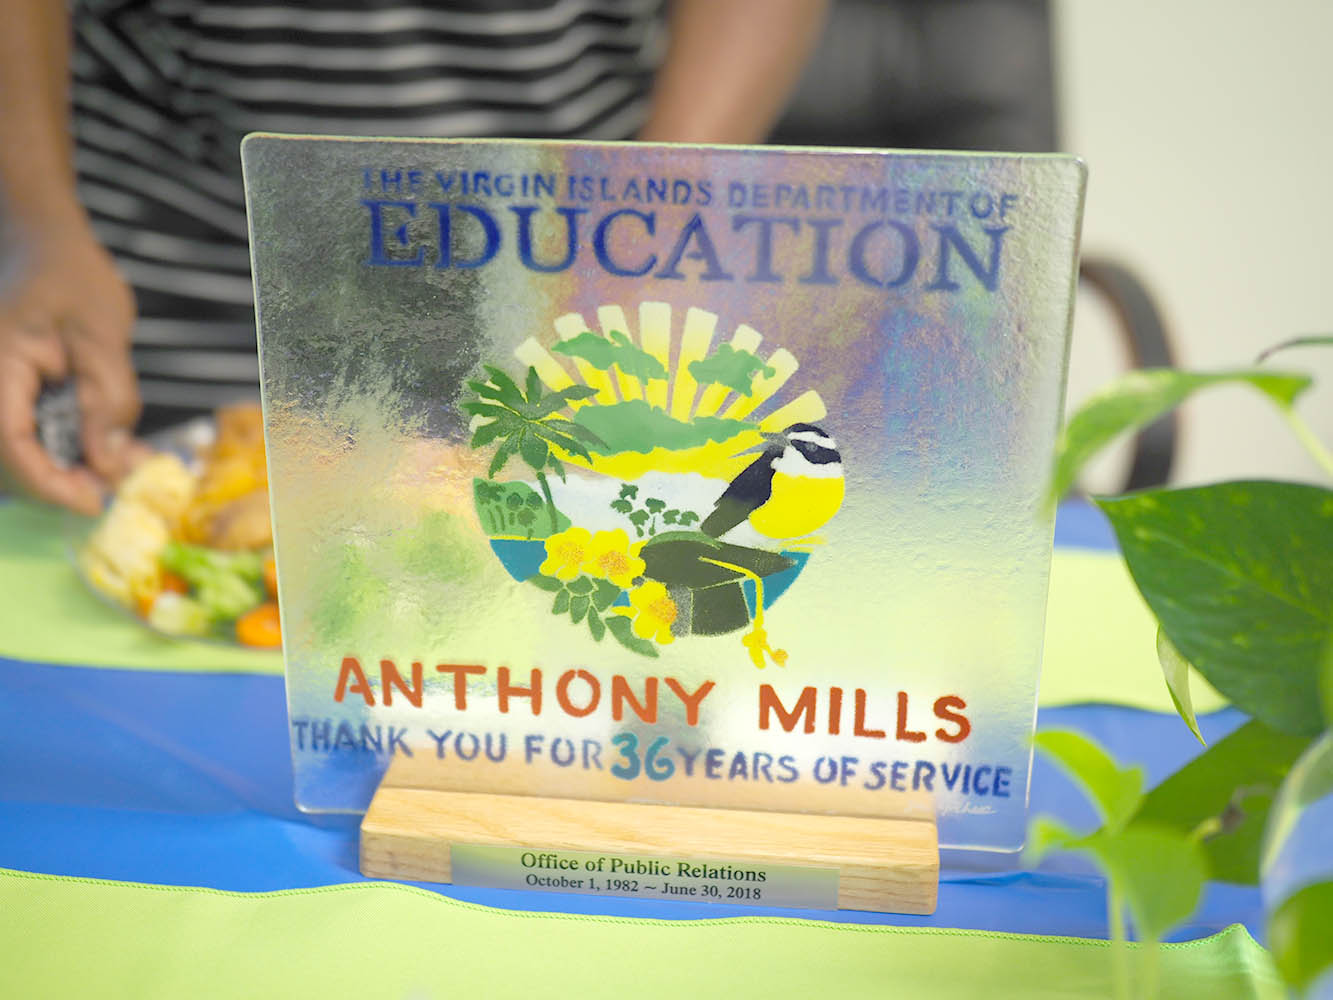 THE VIRGIN ISLANDS DEPARTMENT OF
EDUCATION
ANTHONY MILLS
THANK YOU FOR 36 YEARS OF SERVICE
Office of Public Relations
October 1, 1982 ~ June 30, 2018